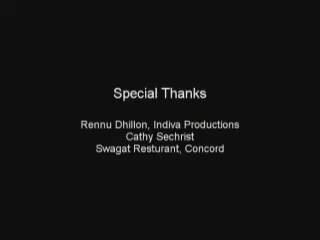 Special Thanks
Rennu Dhillon, Indiva Productions
Cathy Sechrist
Swagat Resturant, Concord